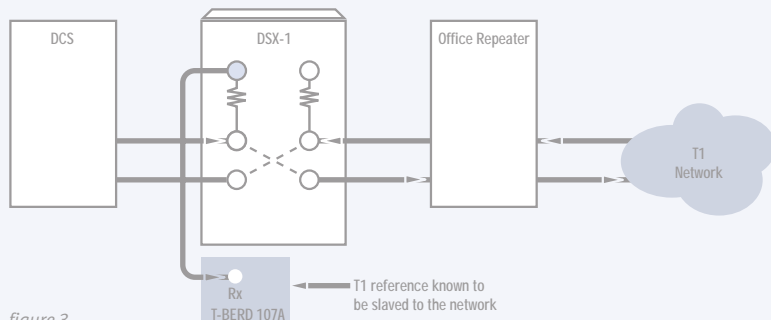 DCS
DSX-1
Office Repeater
T1
Network
Rx
T-BERD 107A
T1 reference known to
be slaved to the network
figure 3